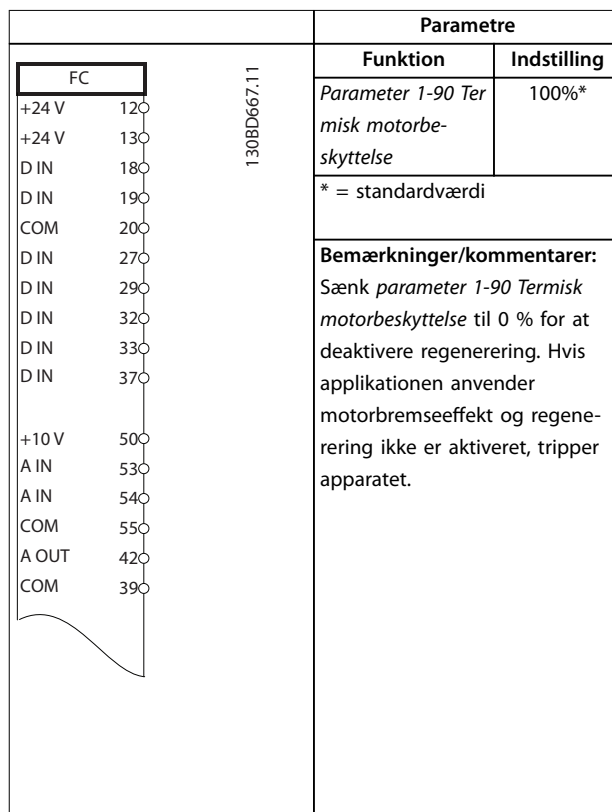 FC
+24 V 12
+24 V 13
D IN 18
D IN 19
COM 20
D IN 27
D IN 29
D IN 32
D IN 33
D IN 37
+10 V 50
A IN 53
A IN 54
COM 55
A OUT 42
COM 39
130BD667.11
Parametre
Funktion Indstilling
Parameter 1-90 Ter 100%*
misk motorbe-
skyttelse
* = standardværdi
Bemærkninger/kommentarer:
Sænk parameter 1-90 Termisk
motorbeskyttelse til 0 % for at
deaktivere regenerering. Hvis
applikationen anvender
motorbremseeffekt og regene-
rering ikke er aktiveret, tripper
apparatet.